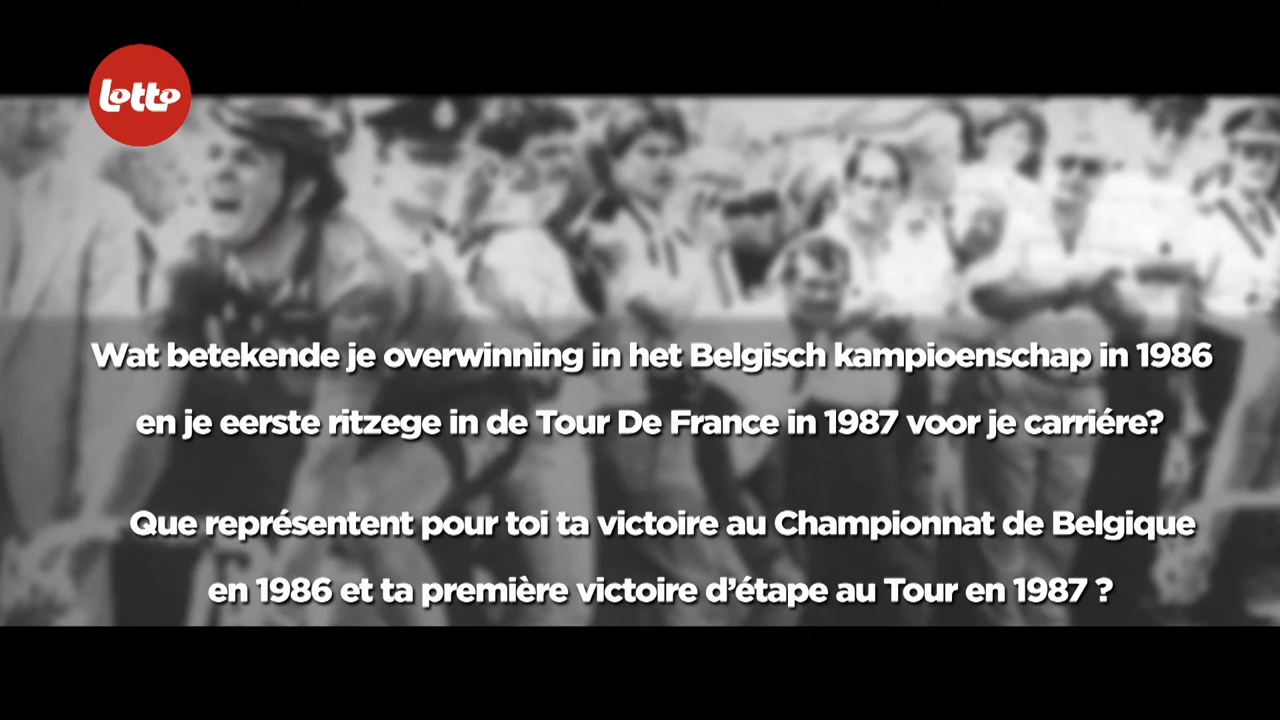 Lotto
Wat betekende je overwinning in het Belgisch kampioenschap in 1986
en je eerste ritzege in de Tour De France in 1987 voor je carriére?
Que représentent pour toi ta victoire au Championnat de Belgique
en 1986 et ta première victoire d’étape au Tour en 1987 ?